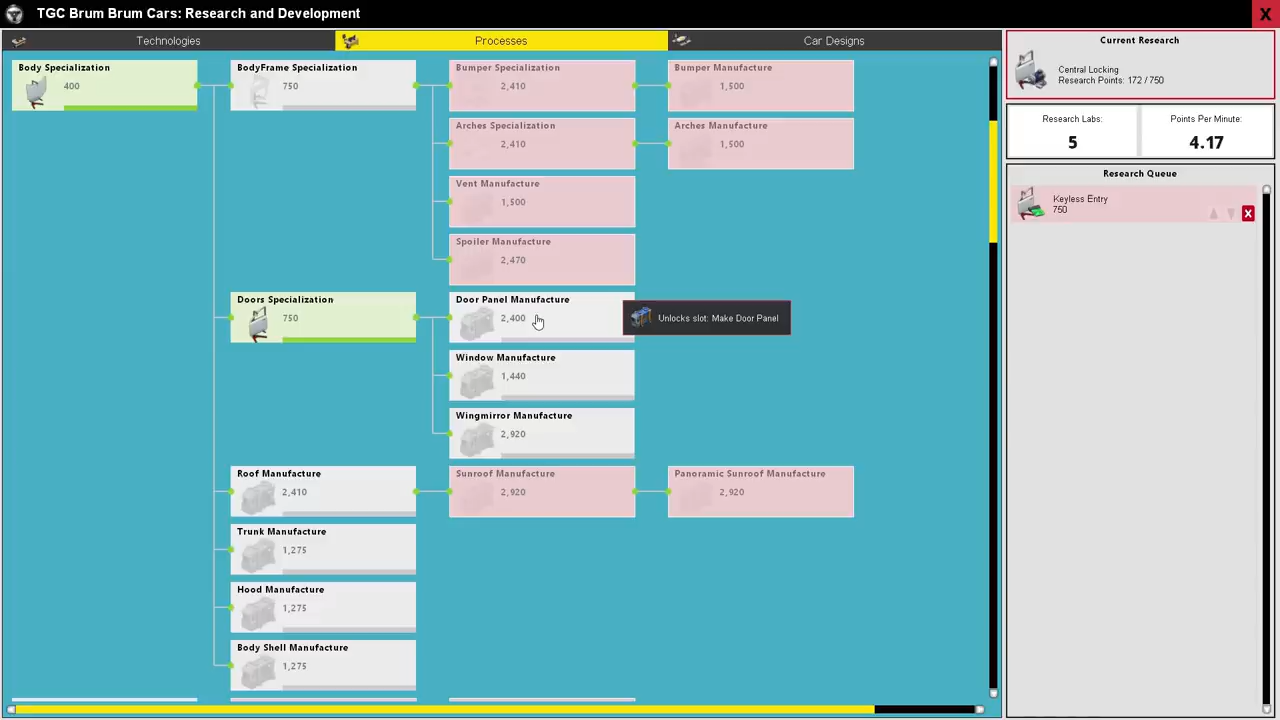 TGC Brum Brum Cars: Research and Development
X
Technologies
Processes
Car Designs
Current Research
Central Locking
Research Points: 172 / 750
Research Labs:
5
Points Per Minute:
4.17
Research Queue
Keyless Entry
750
X
Body Specialization
400
BodyFrame Specialization
750
Bumper Specialization
2,410
Bumper Manufacture
1,500
Arches Specialization
2,410
Arches Manufacture
1,500
Vent Manufacture
1,500
Spoiler Manufacture
2,470
Doors Specialization
750
Door Panel Manufacture
2,400
Unlocks slot: Make Door Panel
Window Manufacture
1,440
Wingmirror Manufacture
2,920
Roof Manufacture
2,410
Sunroof Manufacture
2,920
Panoramic Sunroof Manufacture
2,920
Trunk Manufacture
1,275
Hood Manufacture
1,275
Body Shell Manufacture
1,275